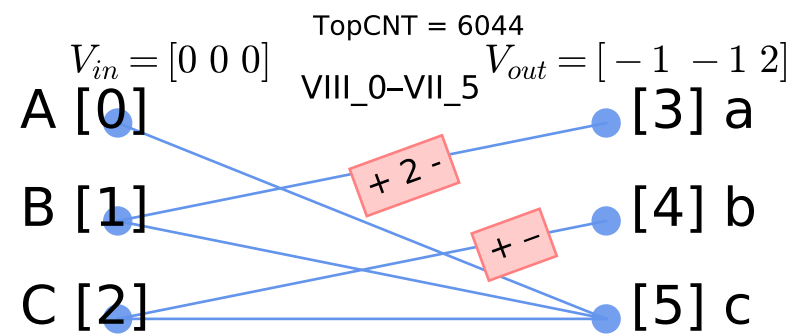 TopCNT = 6044
V_in = [0 0 0]
V_out = [ − 1 − 1 2]
VIII_0–VII_5
A [0]
[3] a
+ 2 -
B [1]
[4] b
+ −
C [2]
[5] c